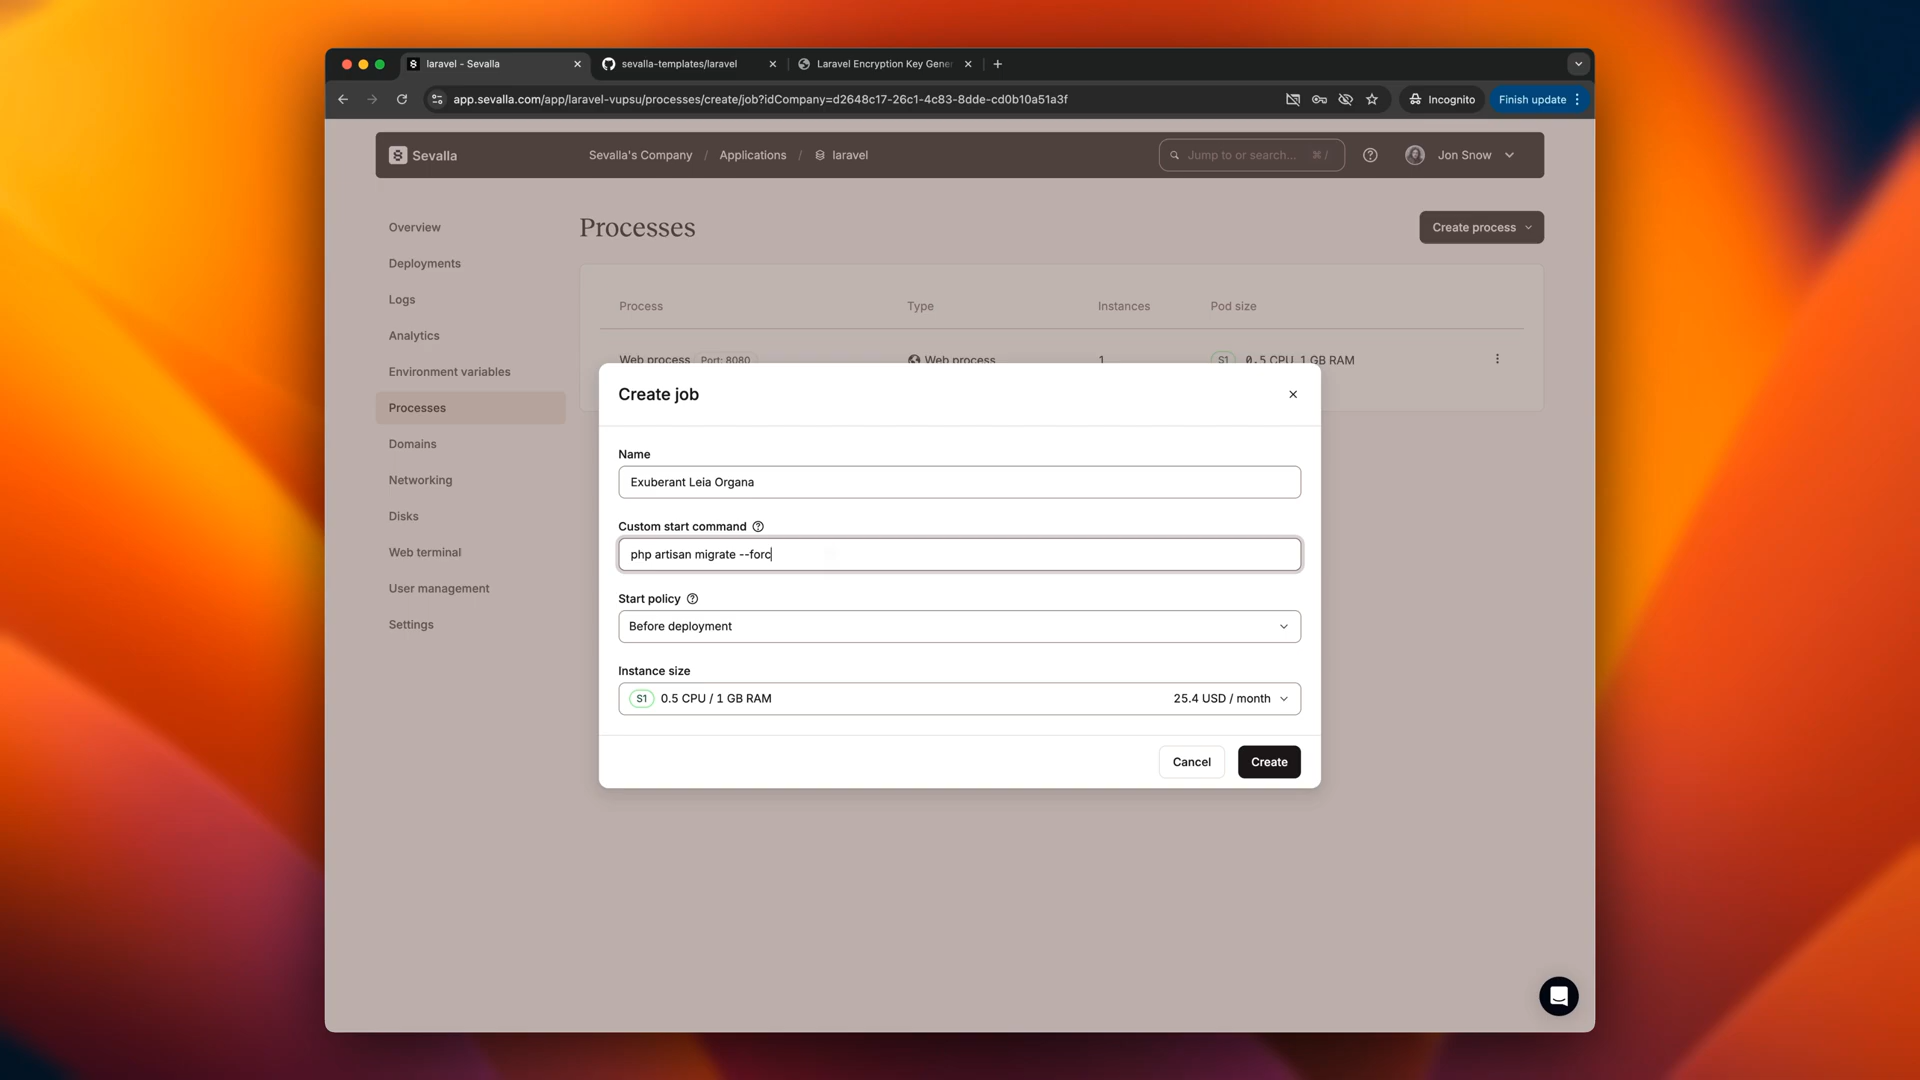 laravel - Sevalla
sevalla-templates/laravel
Laravel Encryption Key Gene
app.sevalla.com/app/laravel-vupsu/processes/create/job?idCompany=d2648c17-26c1-4c83-8dde-cd0b10a51a3f
Incognito
Finish update
Sevalla
Sevalla's Company / Applications / laravel
Jump to or search... ⌘ /
Jon Snow
Overview
Deployments
Logs
Analytics
Environment variables
Processes
Domains
Networking
Disks
Web terminal
User management
Settings
Processes
Create process
Process Type Instances Pod size
Web process Port: 8080 Web process 1 S1 0.5 CPU 1 GB RAM
Create job
Name
Exuberant Leia Organa
Custom start command
php artisan migrate --forc
Start policy
Before deployment
Instance size
S1 0.5 CPU / 1 GB RAM 25.4 USD / month
Cancel
Create